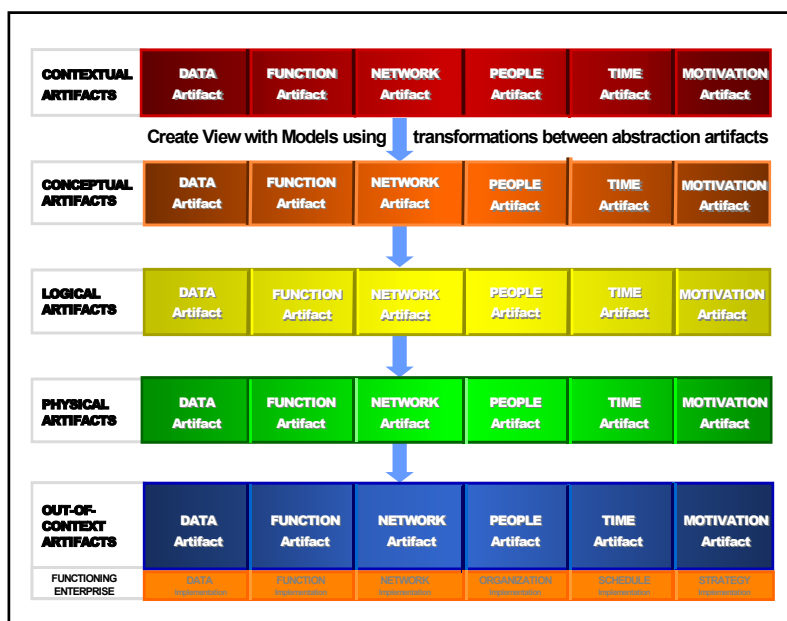 CONTEXTUAL ARTIFACTS
DATA Artifact
FUNCTION Artifact
NETWORK Artifact
PEOPLE Artifact
TIME Artifact
MOTIVATION Artifact
Create View with Models using transformations between abstraction artifacts
CONCEPTUAL ARTIFACTS
DATA Artifact
FUNCTION Artifact
NETWORK Artifact
PEOPLE Artifact
TIME Artifact
MOTIVATION Artifact
LOGICAL ARTIFACTS
DATA Artifact
FUNCTION Artifact
NETWORK Artifact
PEOPLE Artifact
TIME Artifact
MOTIVATION Artifact
PHYSICAL ARTIFACTS
DATA Artifact
FUNCTION Artifact
NETWORK Artifact
PEOPLE Artifact
TIME Artifact
MOTIVATION Artifact
OUT-OF-CONTEXT ARTIFACTS
DATA Artifact
FUNCTION Artifact
NETWORK Artifact
PEOPLE Artifact
TIME Artifact
MOTIVATION Artifact
FUNCTIONING ENTERPRISE
DATA Implementation
FUNCTION Implementation
NETWORK Implementation
ORGANIZATION Implementation
SCHEDULE Implementation
STRATEGY Implementation